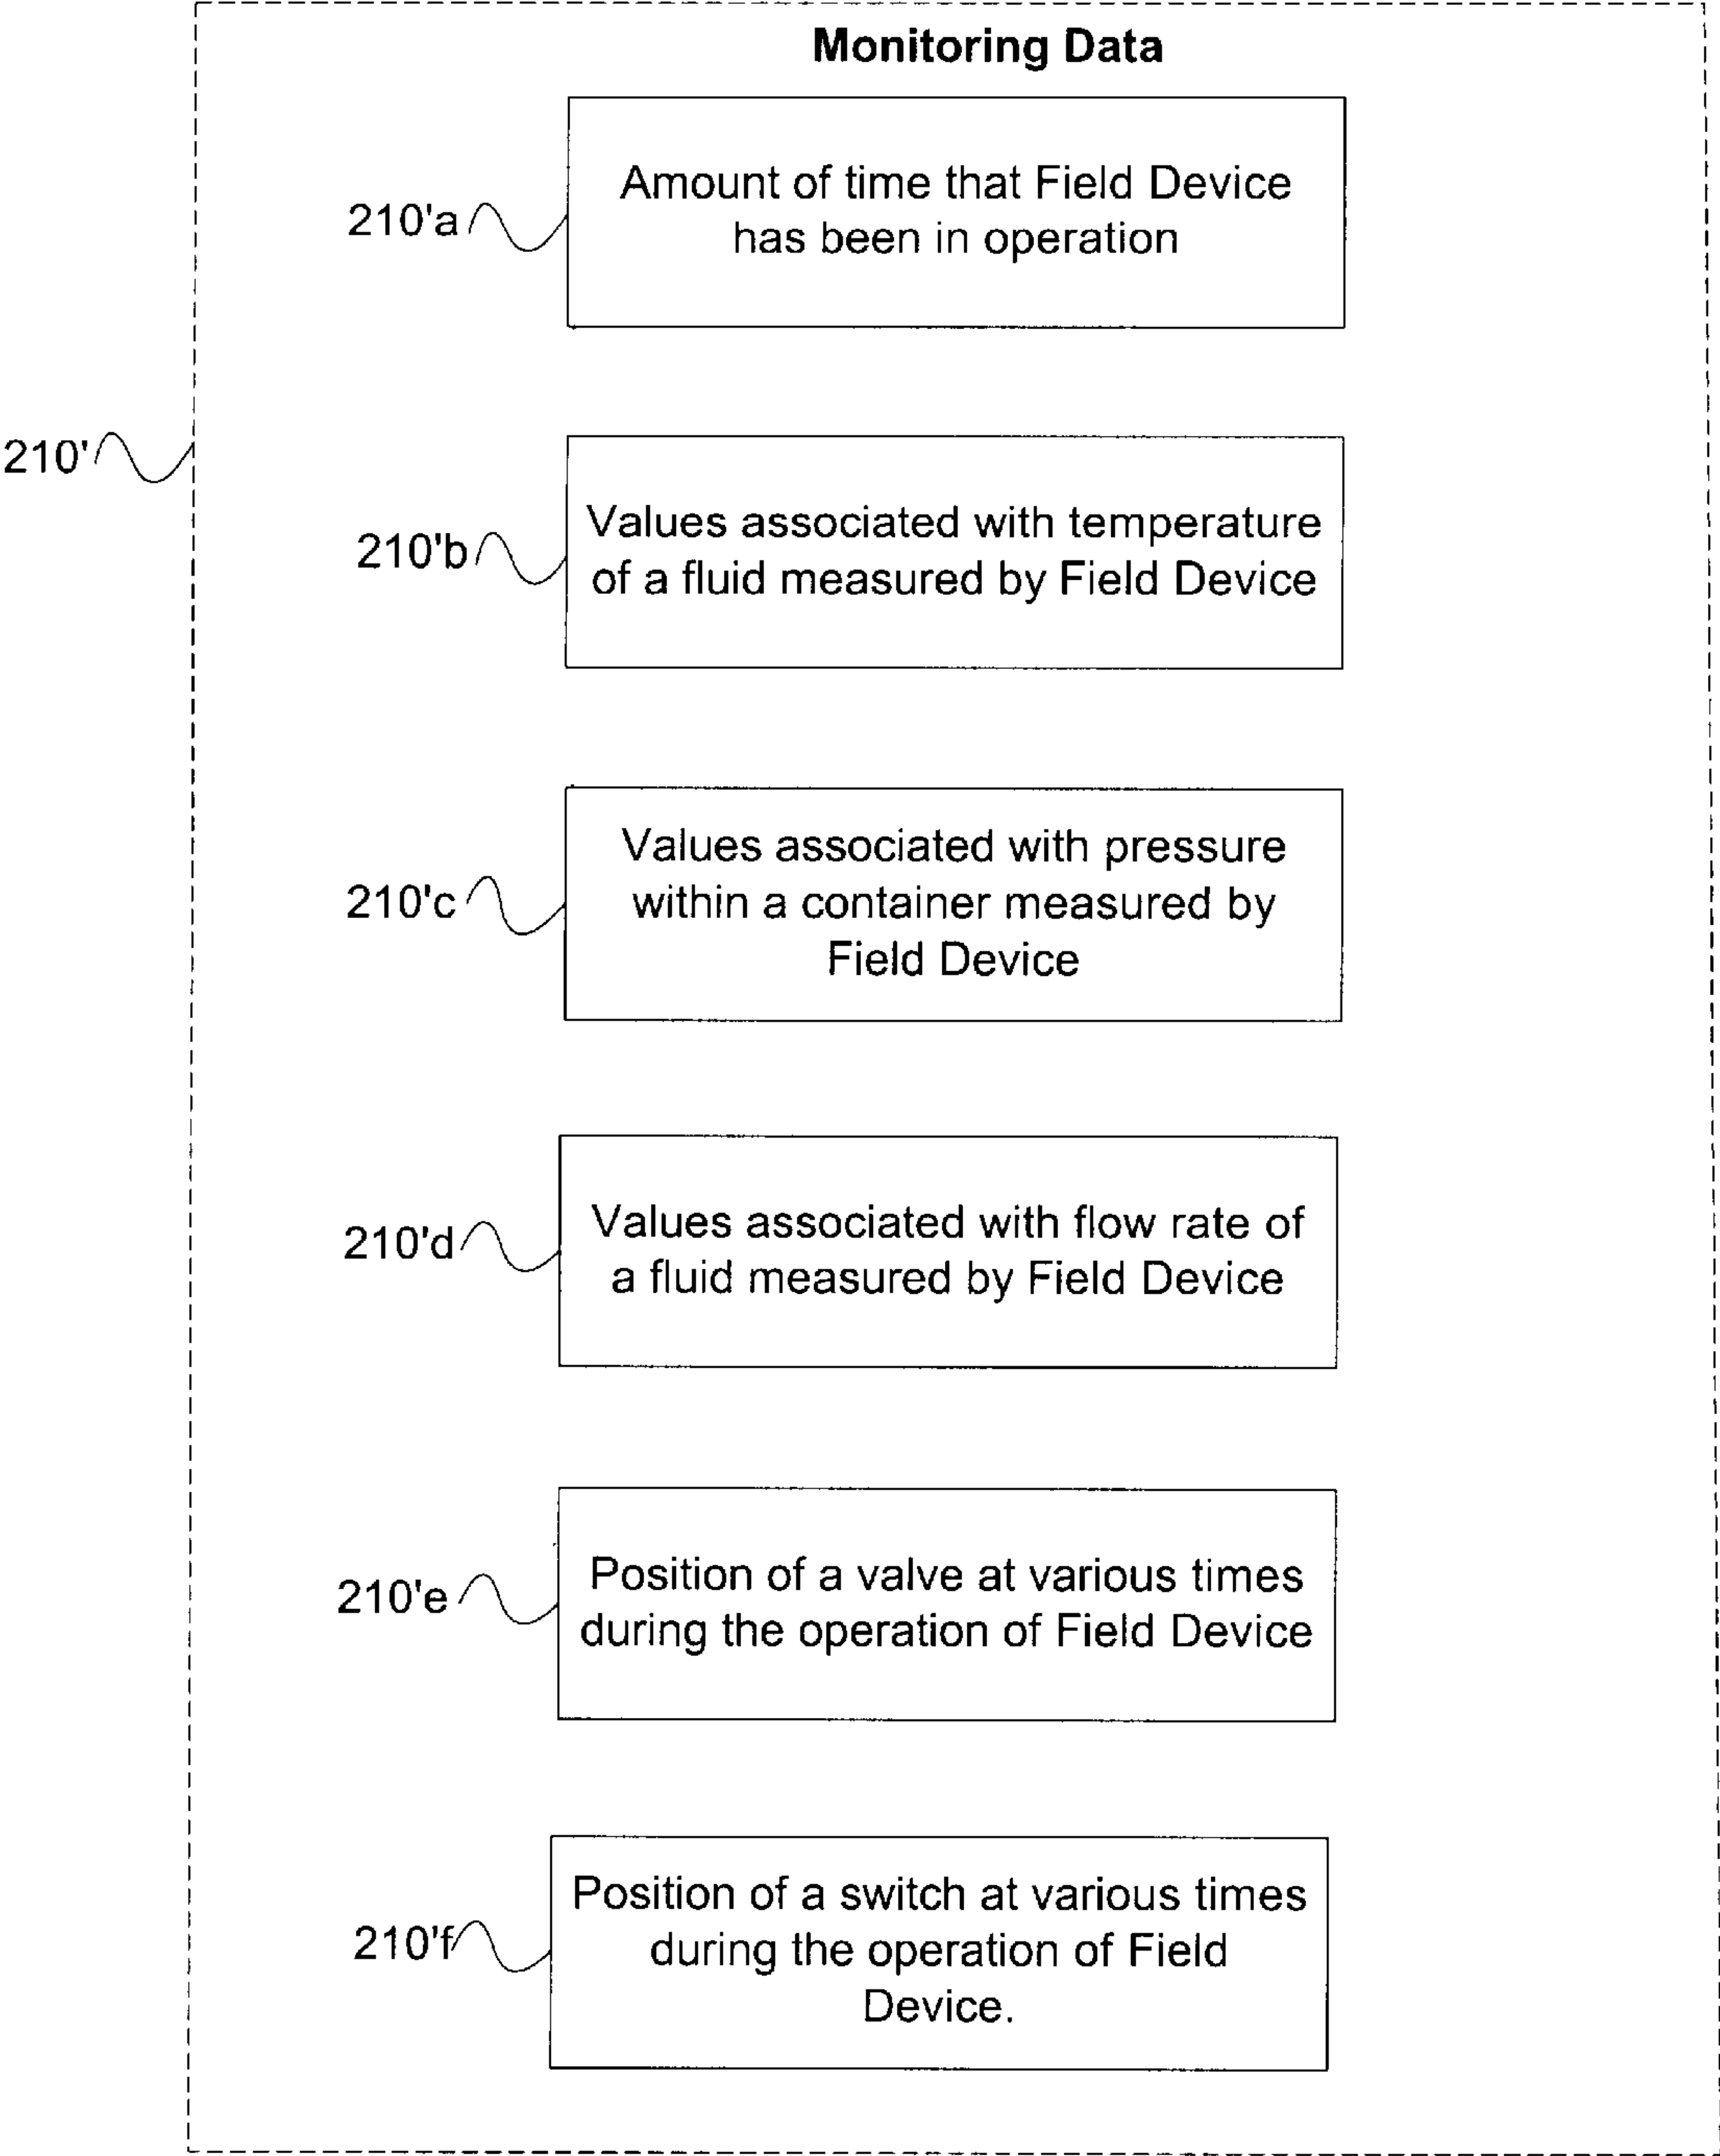 Monitoring Data
210'a
Amount of time that Field Device
has been in operation
210'
210'b
Values associated with temperature
of a fluid measured by Field Device
210'c
Values associated with pressure
within a container measured by
Field Device
210'd
Values associated with flow rate of
a fluid measured by Field Device
210'e
Position of a valve at various times
during the operation of Field Device
210'f
Position of a switch at various times
during the operation of Field
Device.